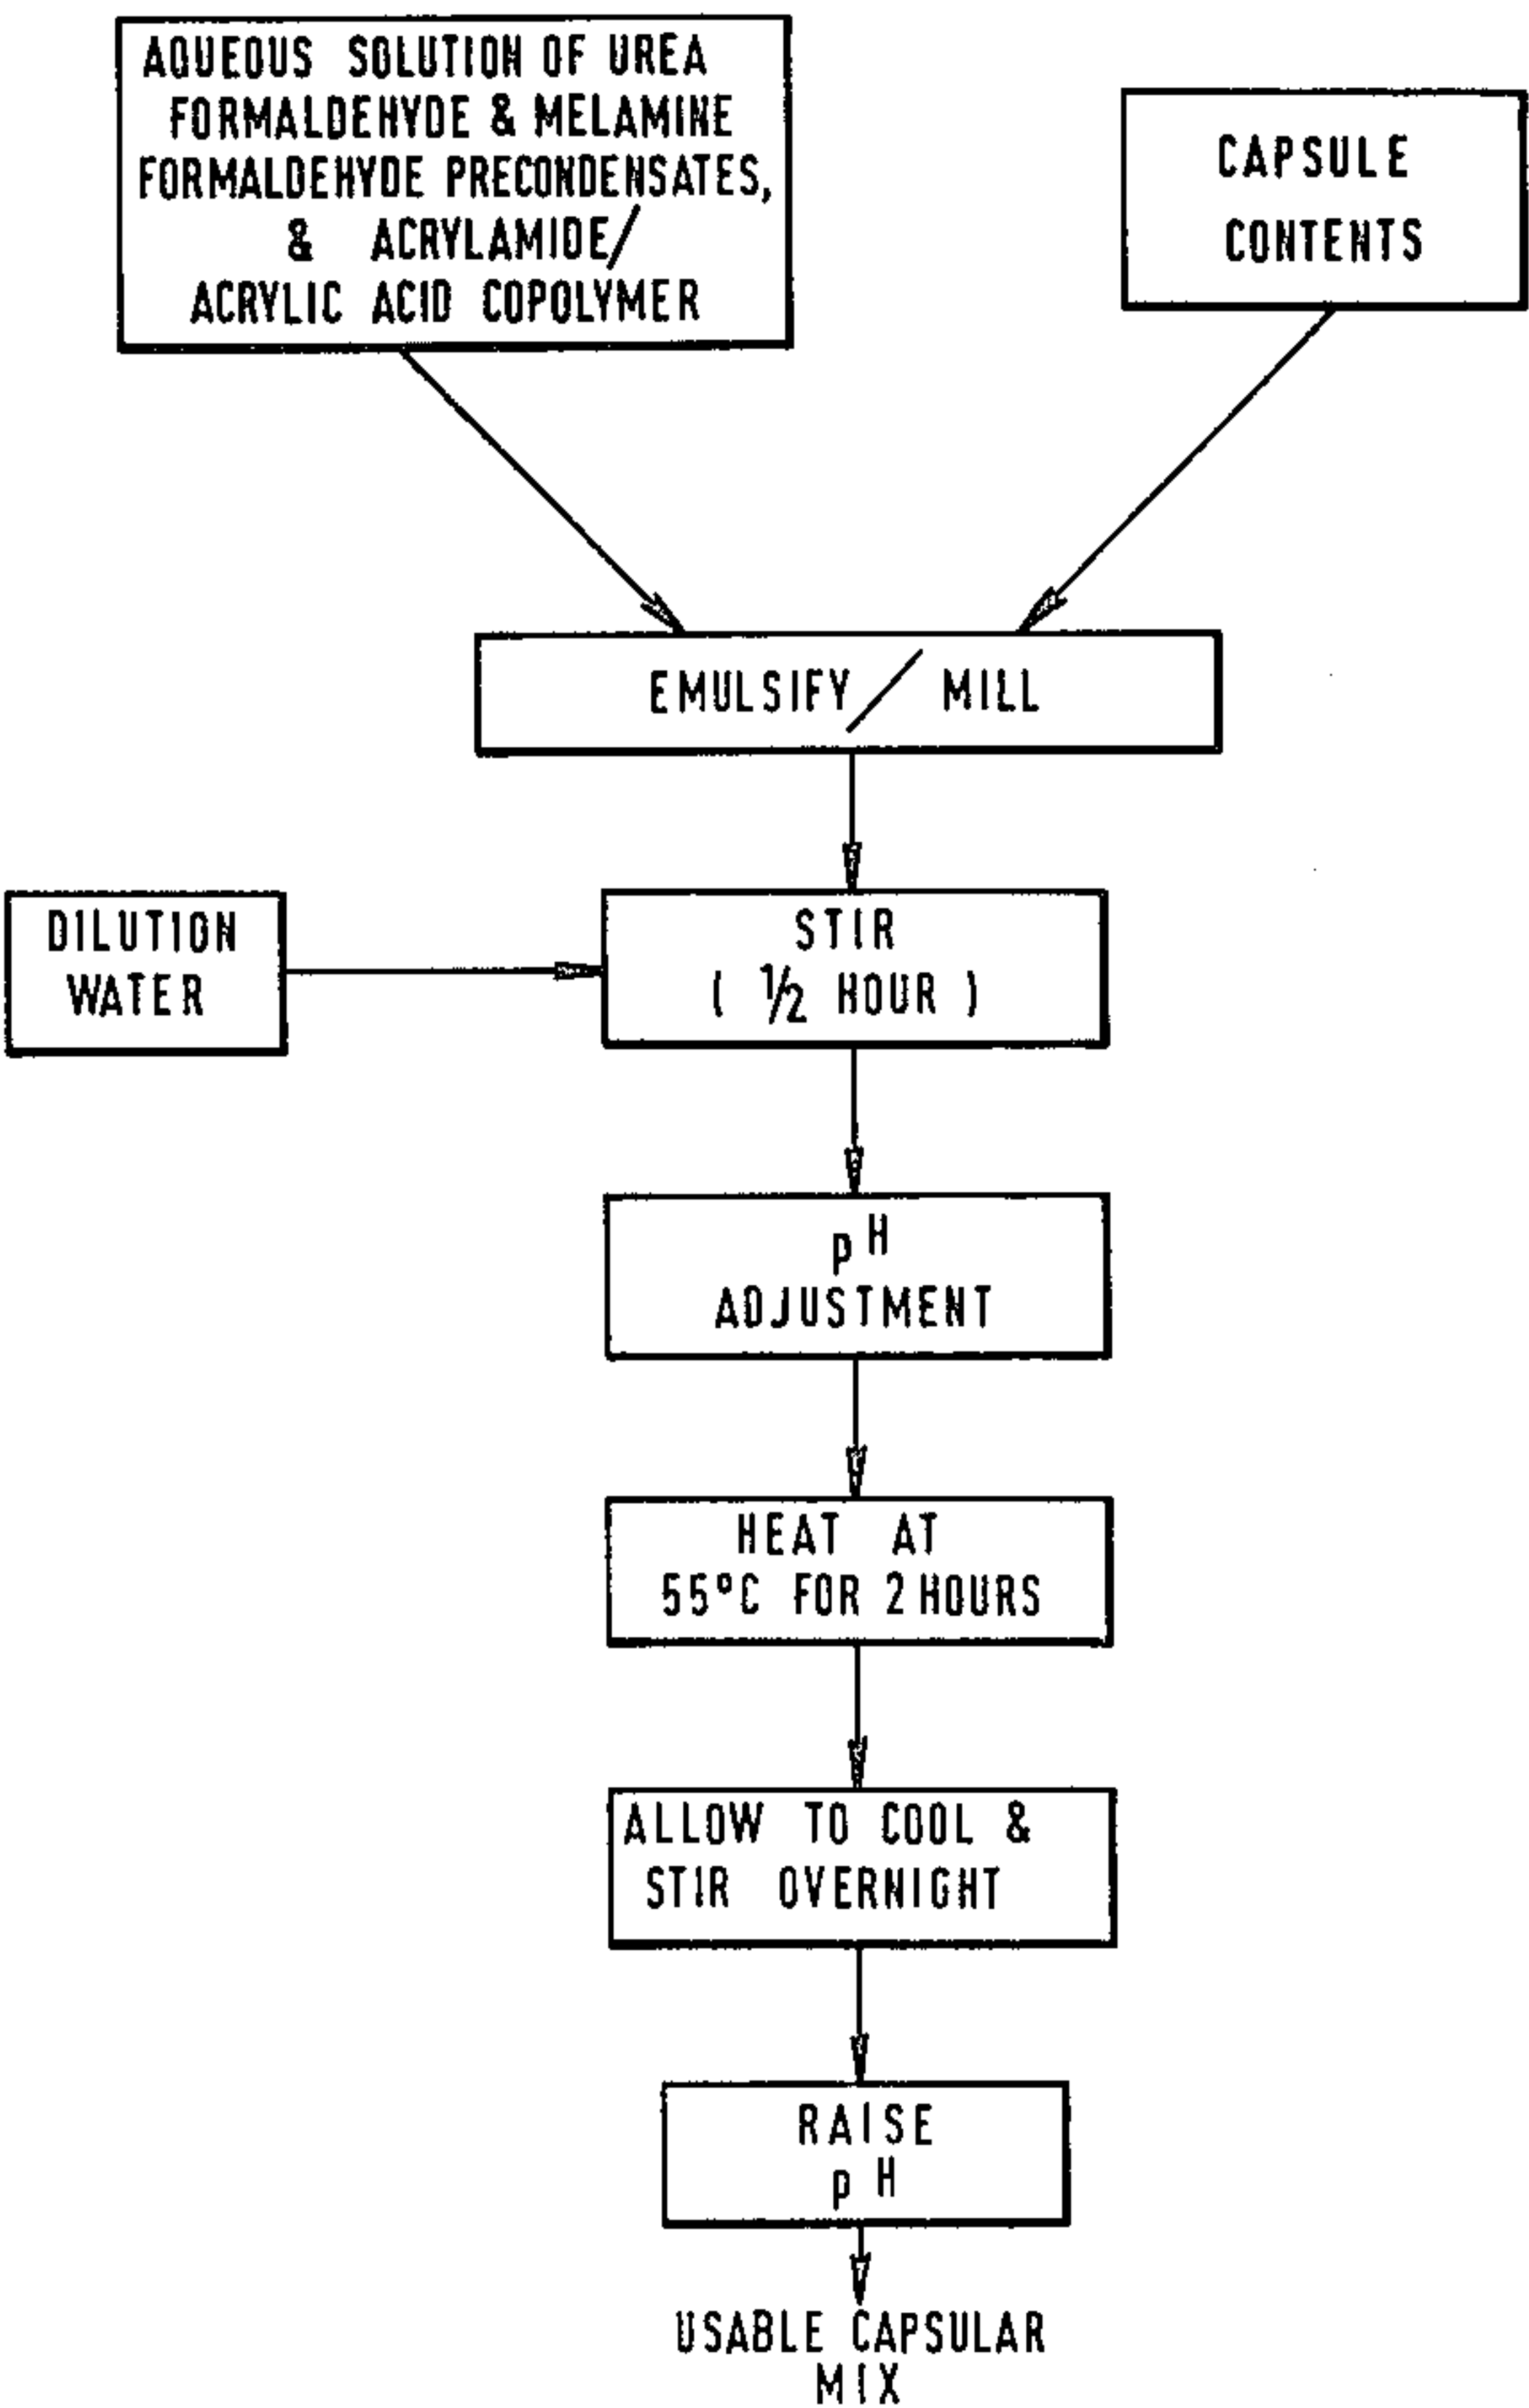 AQUEOUS SOLUTION OF UREA
FORMALDEHYDE & MELAMINE
FORMALDEHYDE PRECONDENSATES,
& ACRYLAMIDE/
ACRYLIC ACID COPOLYMER
CAPSULE
CONTENTS
EMULSIFY / MILL
DILUTION
WATER
STIR
( 1/2 HOUR )
pH
ADJUSTMENT
HEAT AT
55°C FOR 2 HOURS
ALLOW TO COOL &
STIR OVERNIGHT
RAISE
pH
USABLE CAPSULAR
MIX